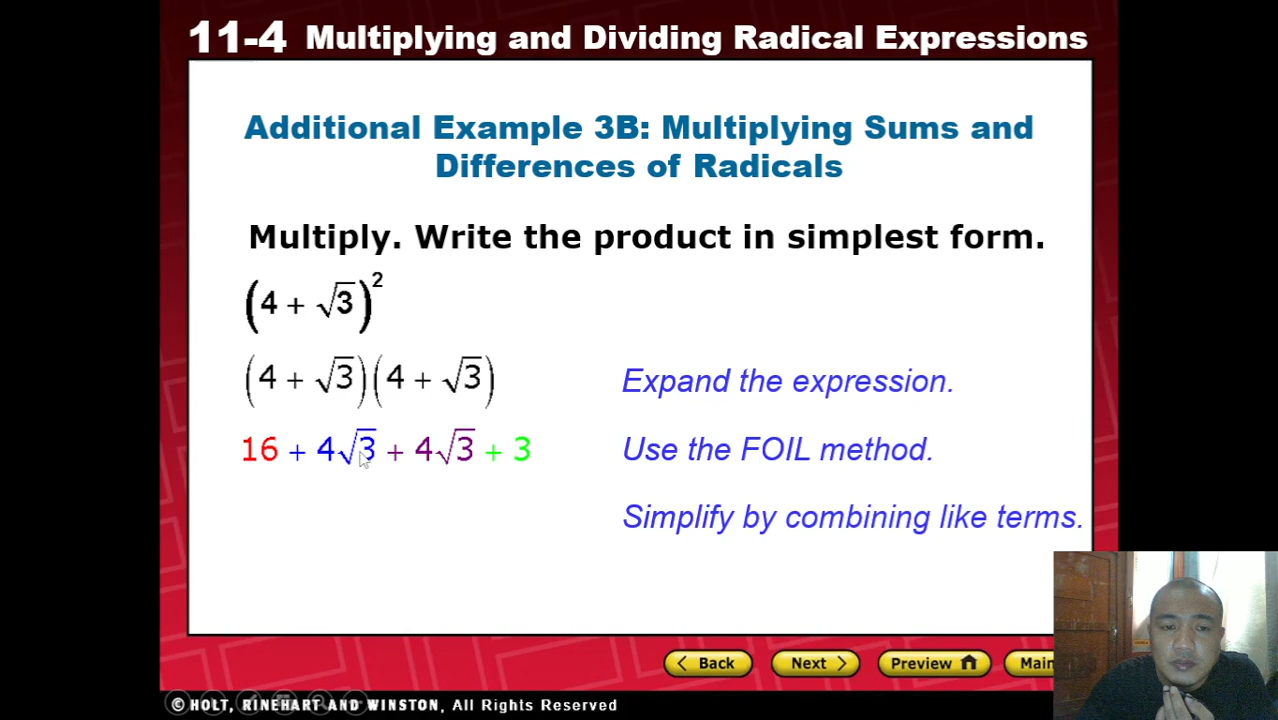 11-4 Multiplying and Dividing Radical Expressions
Additional Example 3B: Multiplying Sums and
Differences of Radicals
Multiply. Write the product in simplest form.
(4 + √3)²
(4 + √3)(4 + √3)
Expand the expression.
16 + 4√3 + 4√3 + 3
Use the FOIL method.
Simplify by combining like terms.
< Back
Next >
Preview
Main
© HOLT, RINEHART AND WINSTON, All Rights Reserved